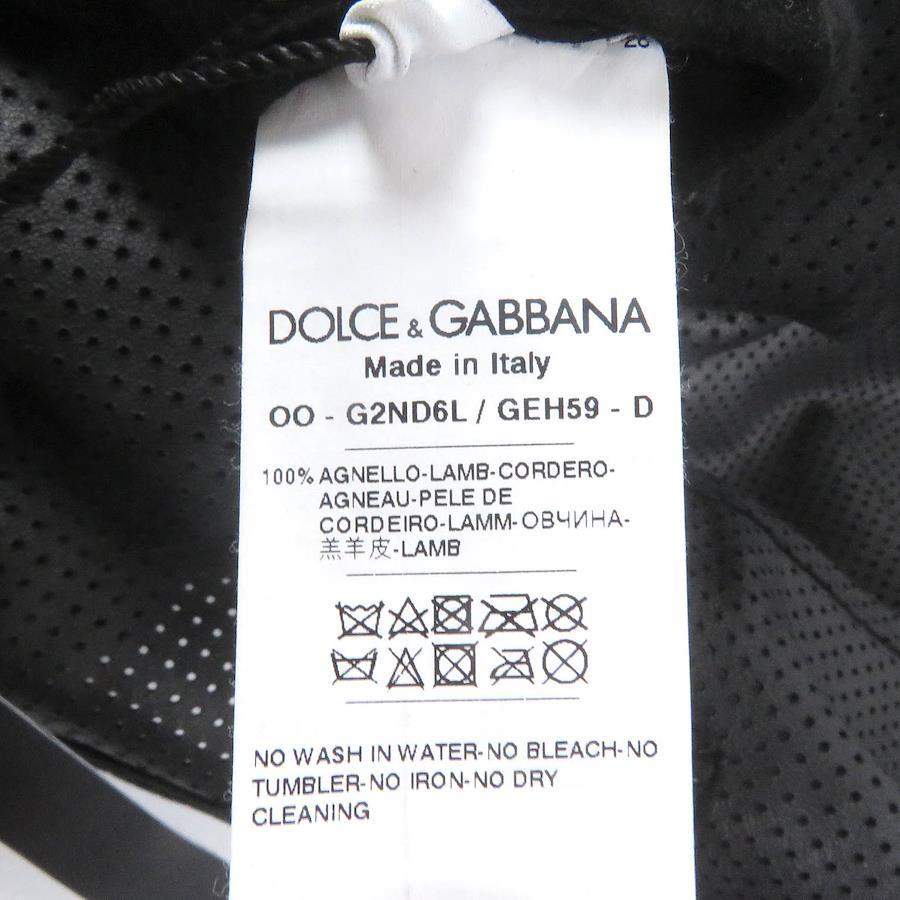 28
DOLCE & GABBANA
Made in Italy
OO - G2ND6L / GEH59 - D
100% AGNELLO-LAMB-CORDERO-
AGNEAU-PELE DE
CORDEIRO-LAMM-ОВЧИНА-
羔羊皮-LAMB
NO WASH IN WATER-NO BLEACH-NO
TUMBLER-NO IRON-NO DRY
CLEANING